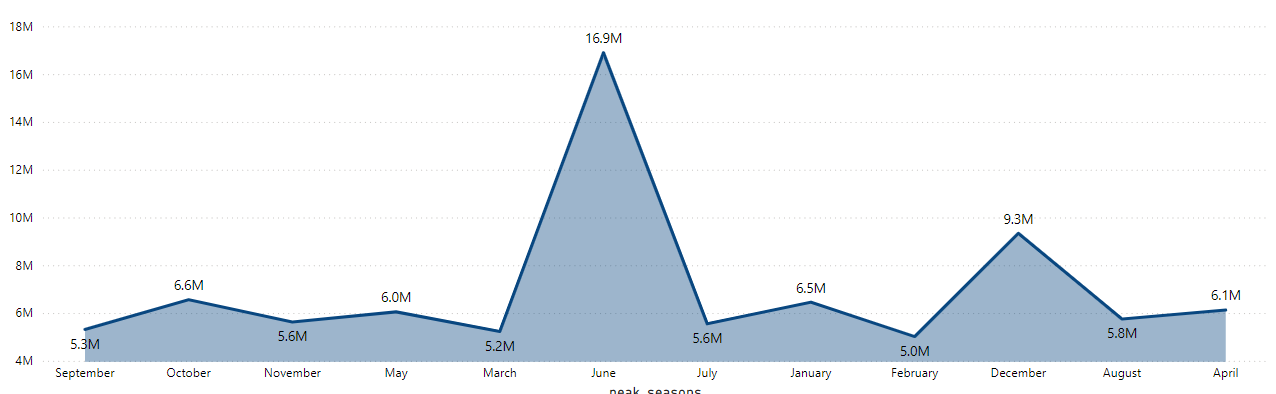 18M
16.9M
16M
14M
12M
10M
9.3M
8M
6.6M
6.5M
6.0M
6.1M
6M
5.3M
5.6M
5.2M
5.6M
5.0M
5.8M
4M
September October November May March June July January February December August April
peak_seasons